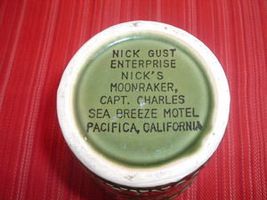 NICK GUST
ENTERPRISE
NICK'S
MOONRAKER,
CAPT. CHARLES
SEA BREEZE MOTEL
PACIFICA, CALIFORNIA